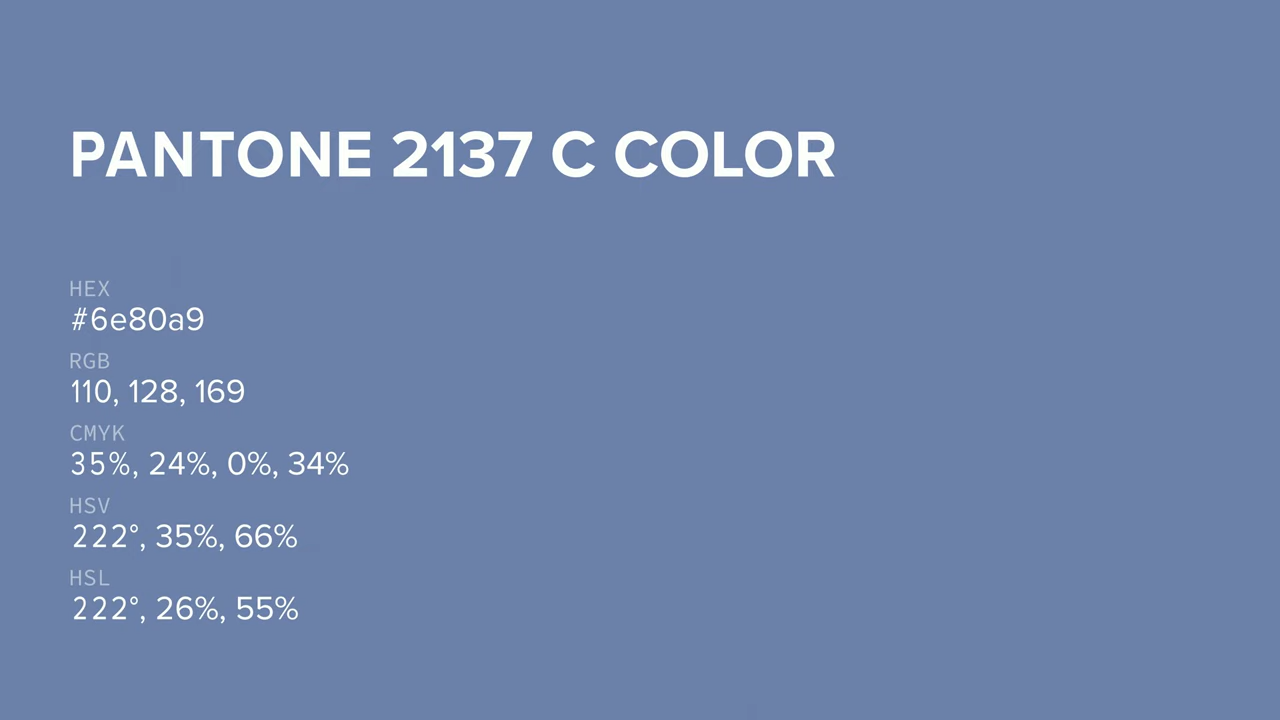 PANTONE 2137 C COLOR
HEX
#6e80a9
RGB
110, 128, 169
CMYK
35%, 24%, 0%, 34%
HSV
222°, 35%, 66%
HSL
222°, 26%, 55%